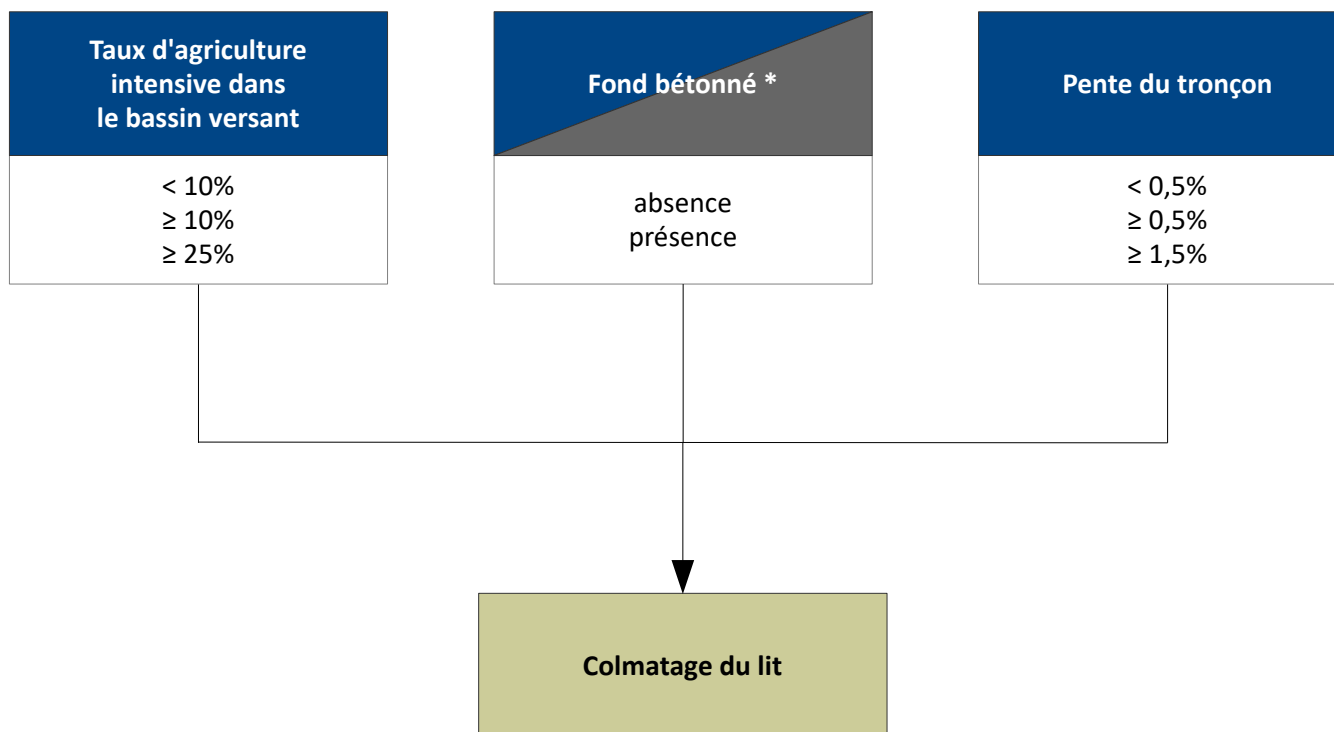 Taux d'agriculture
intensive dans
le bassin versant
< 10%
≥ 10%
≥ 25%
Fond bétonné *
absence
présence
Pente du tronçon
< 0,5%
≥ 0,5%
≥ 1,5%
Colmatage du lit